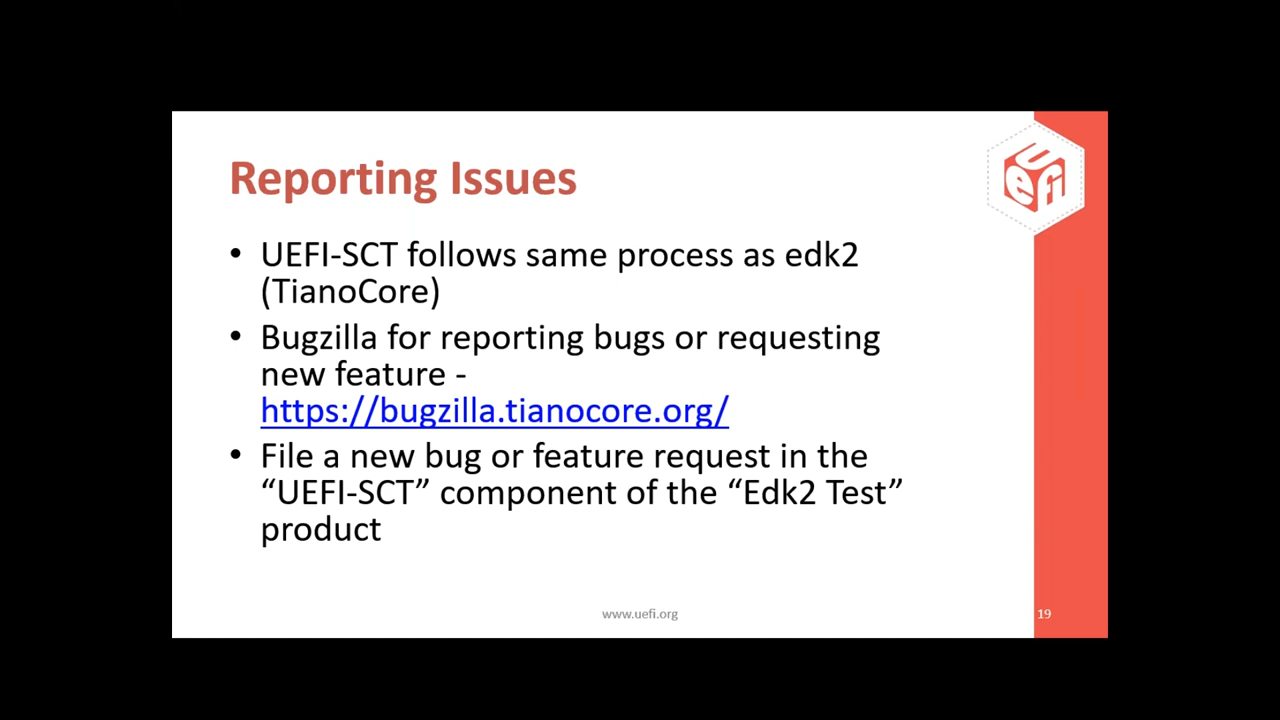 Reporting Issues
uefi
• UEFI-SCT follows same process as edk2
(TianoCore)
• Bugzilla for reporting bugs or requesting
new feature -
https://bugzilla.tianocore.org/
• File a new bug or feature request in the
“UEFI-SCT” component of the “Edk2 Test”
product
www.uefi.org
19